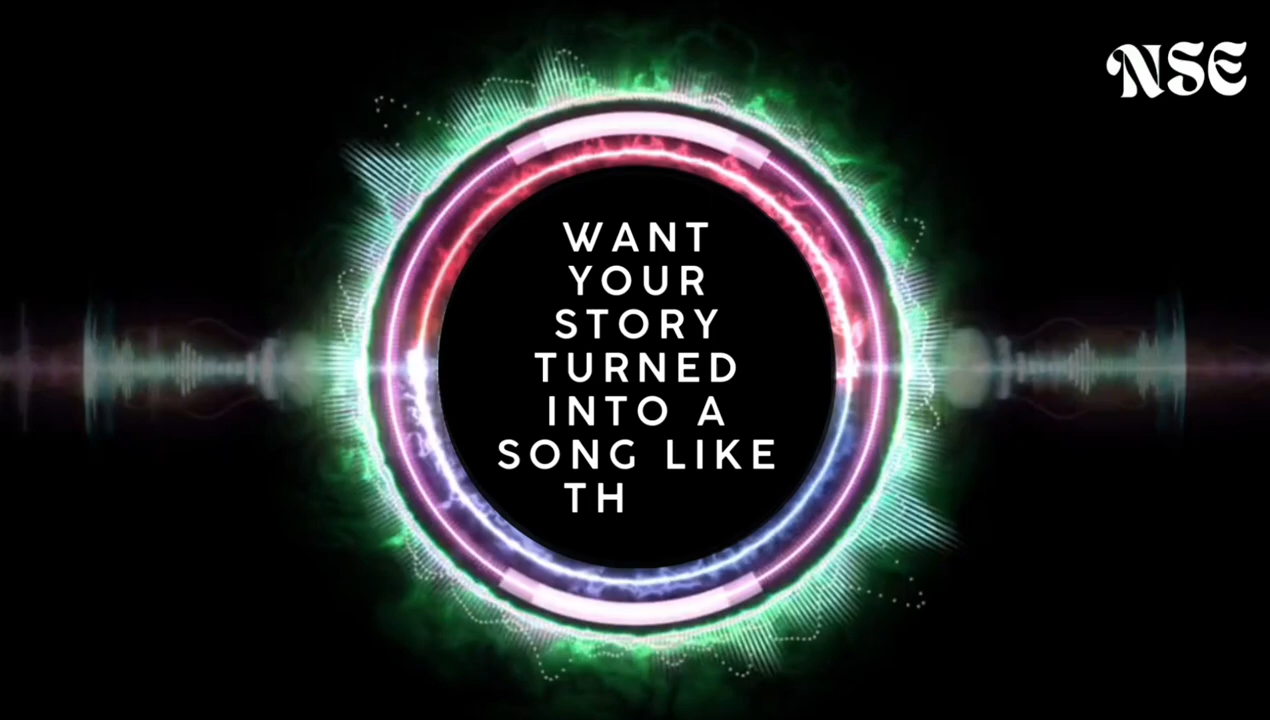 NSE
WANT
YOUR
STORY
TURNED
INTO A
SONG LIKE
TH